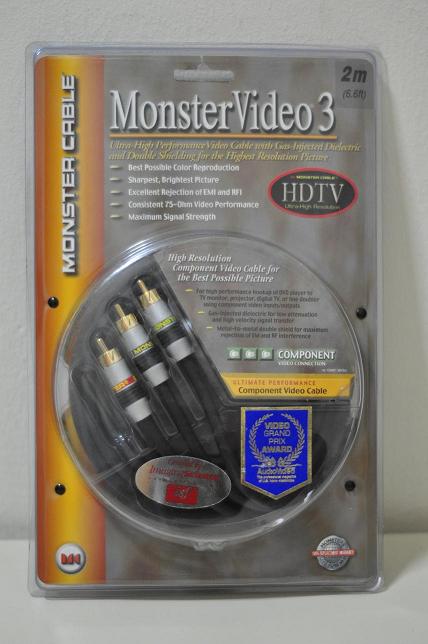 MONSTER CABLE
2m
(6.6ft)
MonsterVideo 3
Ultra-High Performance Video Cable with Gas-Injected Dielectric
and Double Shielding for the Highest Resolution Picture
Best Possible Color Reproduction
Sharpest, Brightest Picture
Excellent Rejection of EMI and RFI
Consistent 75-Ohm Video Performance
Maximum Signal Strength
MONSTER CABLE
HDTV
Ultra-High Resolution
High Resolution
Component Video Cable for
the Best Possible Picture
For high performance hookup of DVD player to
TV monitor, projector, digital TV, or line doubler
using component video inputs/outputs
Gas-injected dielectric for low attenuation
and high velocity signal transfer
Metal-to-metal double shield for maximum
rejection of EMI and RF interference
COMPONENT
VIDEO CONNECTION
ULTIMATE PERFORMANCE
Component Video Cable
VIDEO
GRAND
PRIX
AWARD
AudioVideo